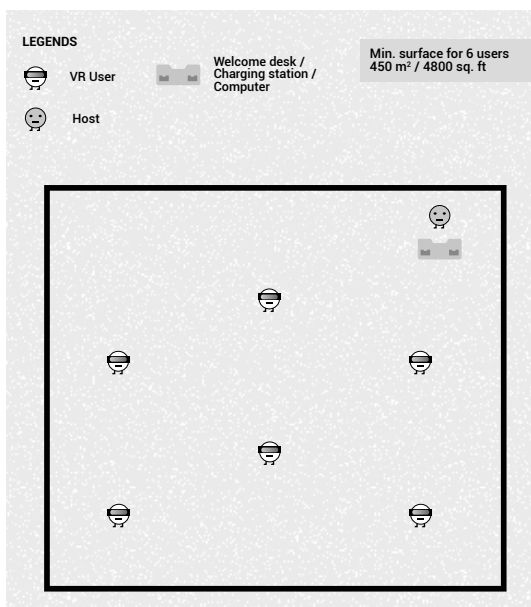 LEGENDS
VR User
Host
Welcome desk /
Charging station /
Computer
Min. surface for 6 users
450 m² / 4800 sq. ft